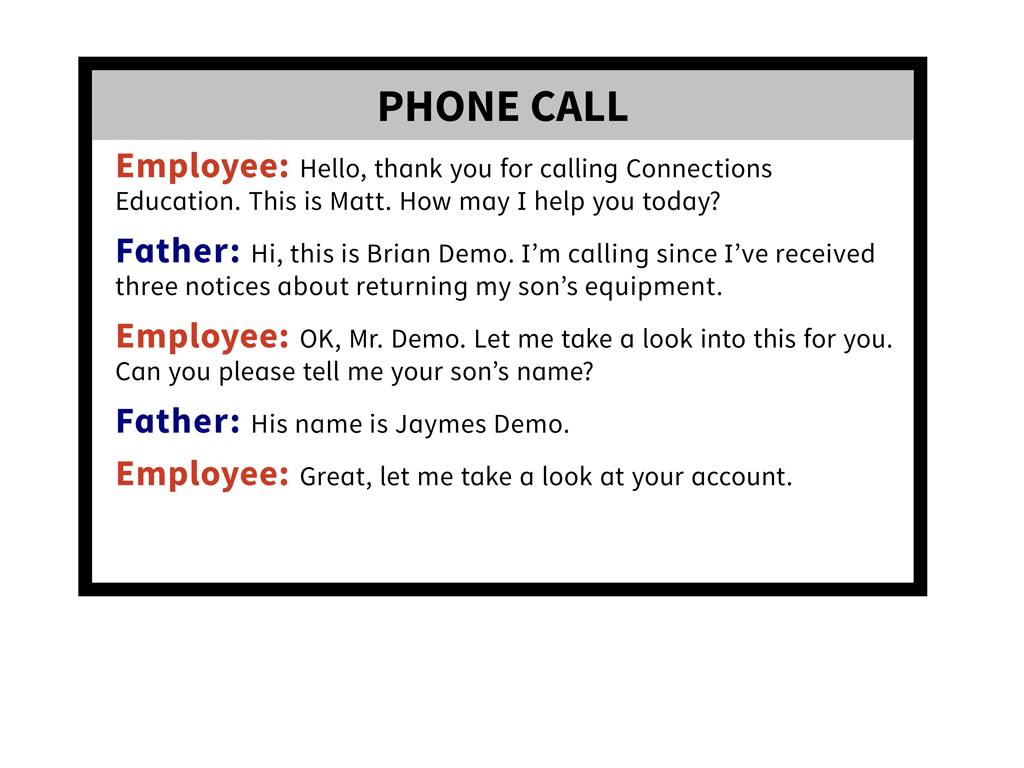 PHONE CALL
Employee: Hello, thank you for calling Connections
Education. This is Matt. How may I help you today?
Father: Hi, this is Brian Demo. I’m calling since I’ve received
three notices about returning my son’s equipment.
Employee: OK, Mr. Demo. Let me take a look into this for you.
Can you please tell me your son’s name?
Father: His name is Jaymes Demo.
Employee: Great, let me take a look at your account.